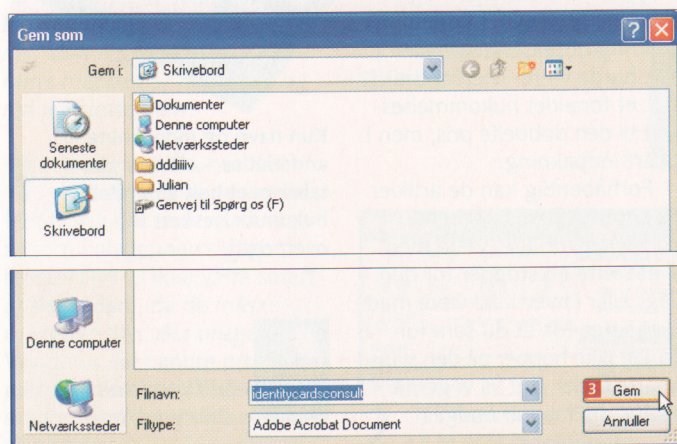 Gem som
Gem i: Skrivebord
Seneste
dokumenter
Skrivebord
Dokumenter
Denne computer
Netværkssteder
dddiiiv
Julian
Genvej til Spørg os (F)
Denne computer
Netværkssteder
Filnavn: identitycardsconsult
Filtype: Adobe Acrobat Document
3 Gem
Annuller